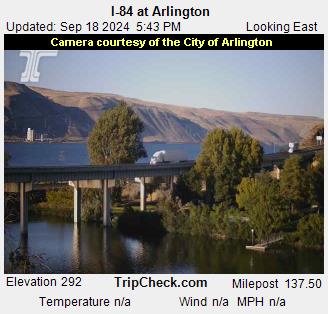 I-84 at Arlington
Updated: Sep 18 2024 5:43 PM Looking East
Camera courtesy of the City of Arlington
Elevation 292 TripCheck.com Milepost 137.50
Temperature n/a Wind n/a MPH n/a